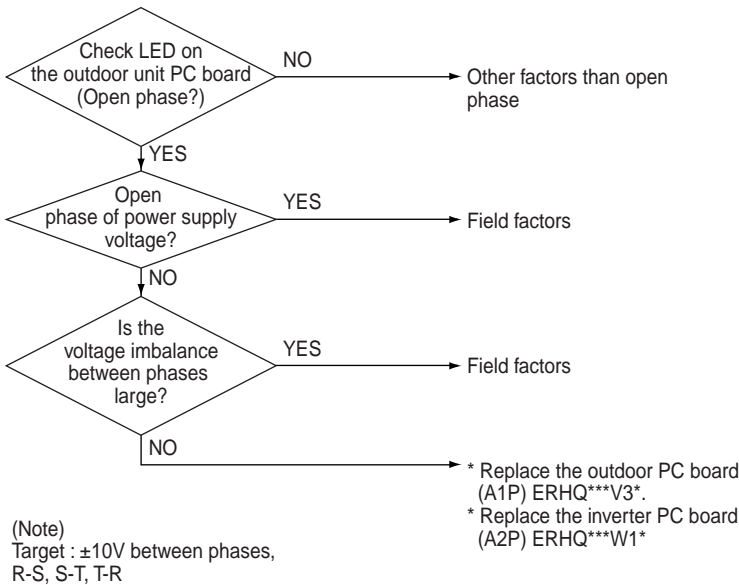 Check LED on
the outdoor unit PC board
(Open phase?)
NO
Other factors than open
phase
YES
Open
phase of power supply
voltage?
YES
Field factors
NO
Is the
voltage imbalance
between phases
large?
YES
Field factors
NO
* Replace the outdoor PC board
(A1P) ERHQ***V3*.
* Replace the inverter PC board
(A2P) ERHQ***W1*
(Note)
Target : ±10V between phases,
R-S, S-T, T-R